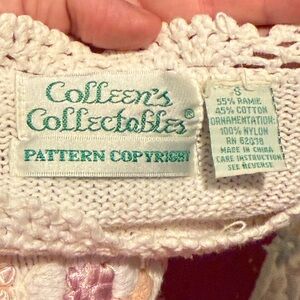 Colleen's
Collectables®
PATTERN COPYRIGHT
S
55% RAMIE
45% COTTON
ORNAMENTATION:
100% NYLON
RN 62038
MADE IN CHINA
CARE INSTRUCTION
SEE REVERSE.